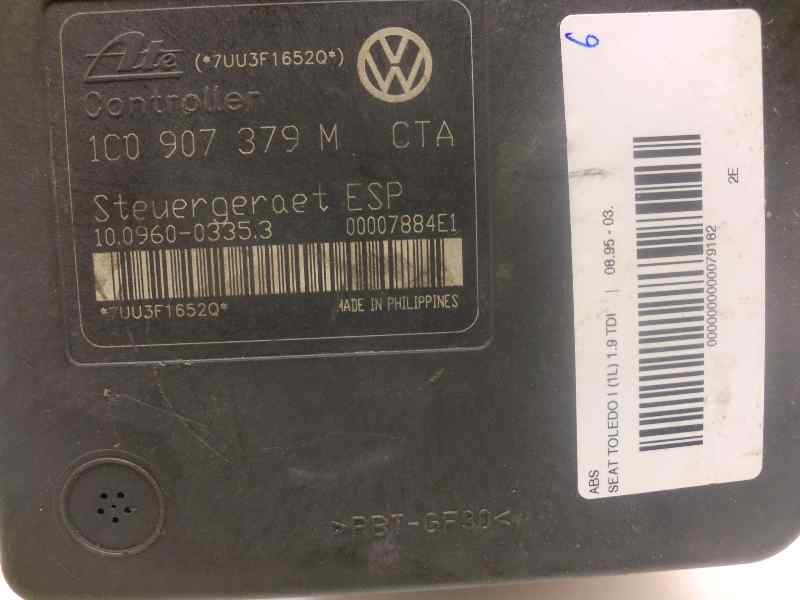 Ate (*7UU3F1652Q*)
Controller
1C0 907 379 M CTA
Steuergeraet ESP
10.0960-0335.3 00007884E1
*7UU3F1652Q* MADE IN PHILIPPINES
>PBT-GF30<
6
ABS
SEAT TOLEDO I (1L) 1.9 TDI | 08.95 - 03.
0000000000079182
2E